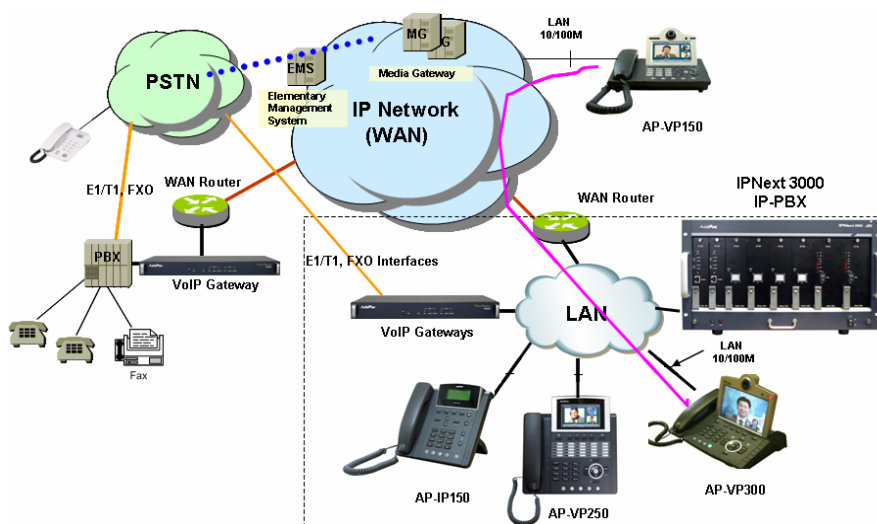 LAN
10/100M
MG
G
EMS
Media Gateway
PSTN
Elementary
Management
System
IP Network
(WAN)
AP-VP150
E1/T1, FXO
WAN Router
WAN Router
IPNext 3000
IP-PBX
PBX
VoIP Gateway
E1/T1, FXO Interfaces
VoIP Gateways
LAN
LAN
10/100M
Fax
AP-IP150
AP-VP250
AP-VP300